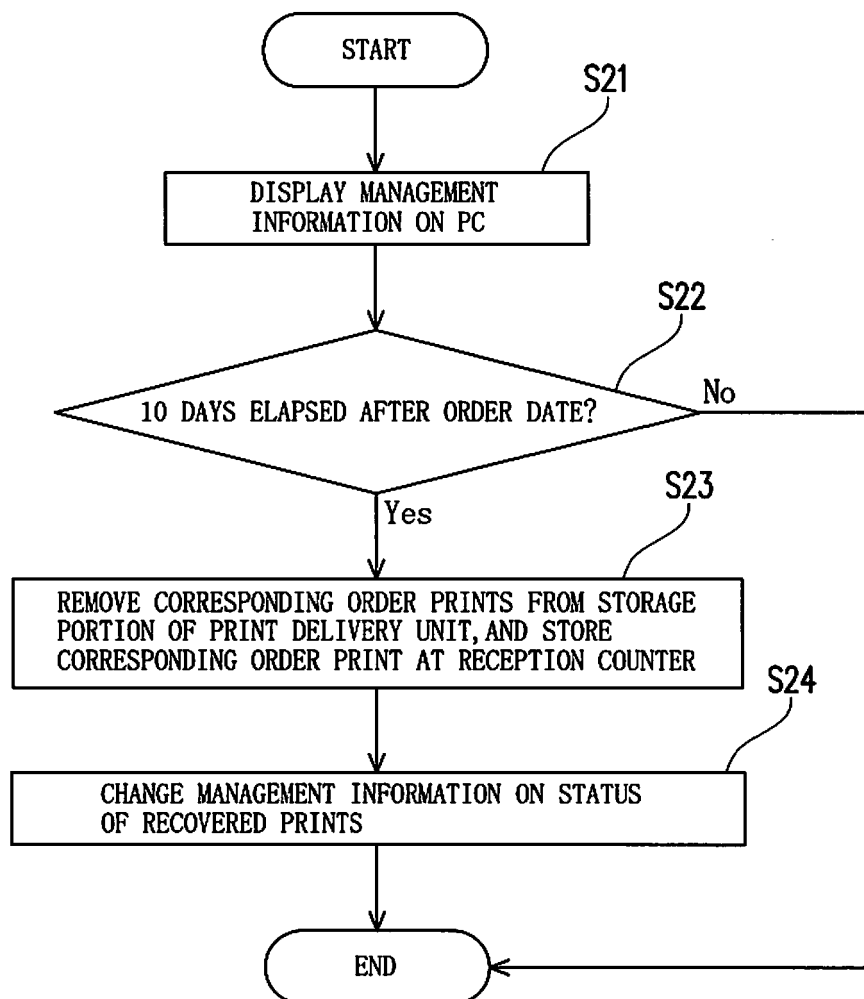 START
S21
DISPLAY MANAGEMENT
INFORMATION ON PC
S22
10 DAYS ELAPSED AFTER ORDER DATE?
No
Yes
S23
REMOVE CORRESPONDING ORDER PRINTS FROM STORAGE
PORTION OF PRINT DELIVERY UNIT, AND STORE
CORRESPONDING ORDER PRINT AT RECEPTION COUNTER
S24
CHANGE MANAGEMENT INFORMATION ON STATUS
OF RECOVERED PRINTS
END